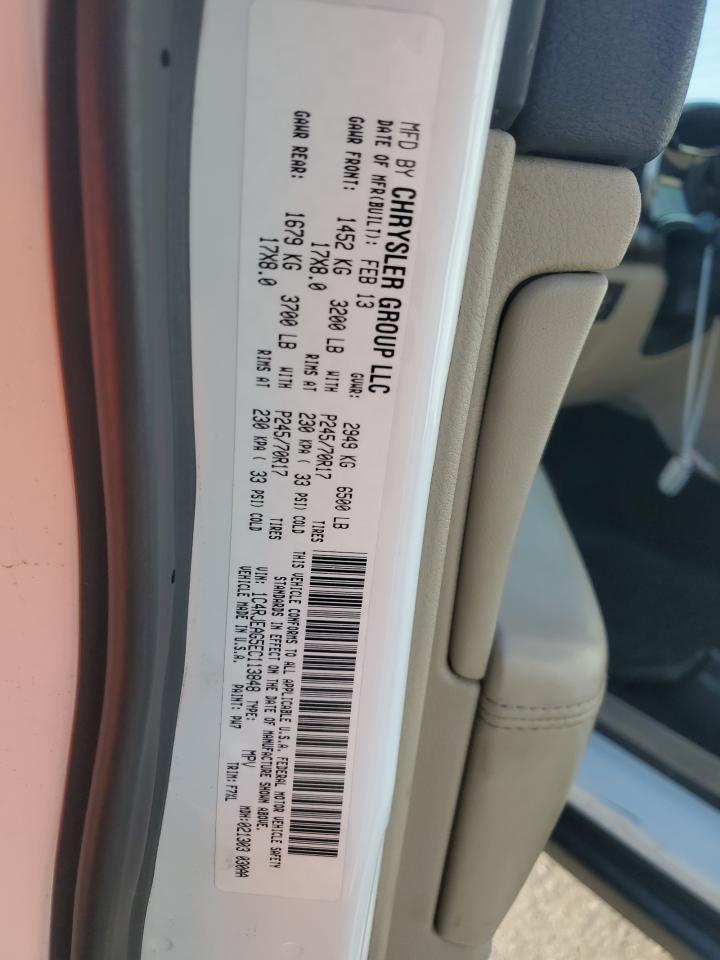 MFD BY CHRYSLER GROUP LLC
DATE OF MFR(BUILT): FEB 13 GVWR: 2949 KG 6500 LB
GAWR FRONT: 1452 KG 3200 LB WITH P245/70R17 TIRES
17X8.0 RIMS AT 230 KPA ( 33 PSI) COLD
GAWR REAR: 1679 KG 3700 LB WITH P245/70R17 TIRES
17X8.0 RIMS AT 230 KPA ( 33 PSI) COLD
THIS VEHICLE CONFORMS TO ALL APPLICABLE U.S.A. FEDERAL MOTOR VEHICLE SAFETY
STANDARDS IN EFFECT ON THE DATE OF MANUFACTURE SHOWN ABOVE.
VIN: 1C4RJEAG5EC113848 TYPE: MPV MDH:021303 030AA
VEHICLE MADE IN U.S.A. PAINT: PW7 TRIM:F7XL